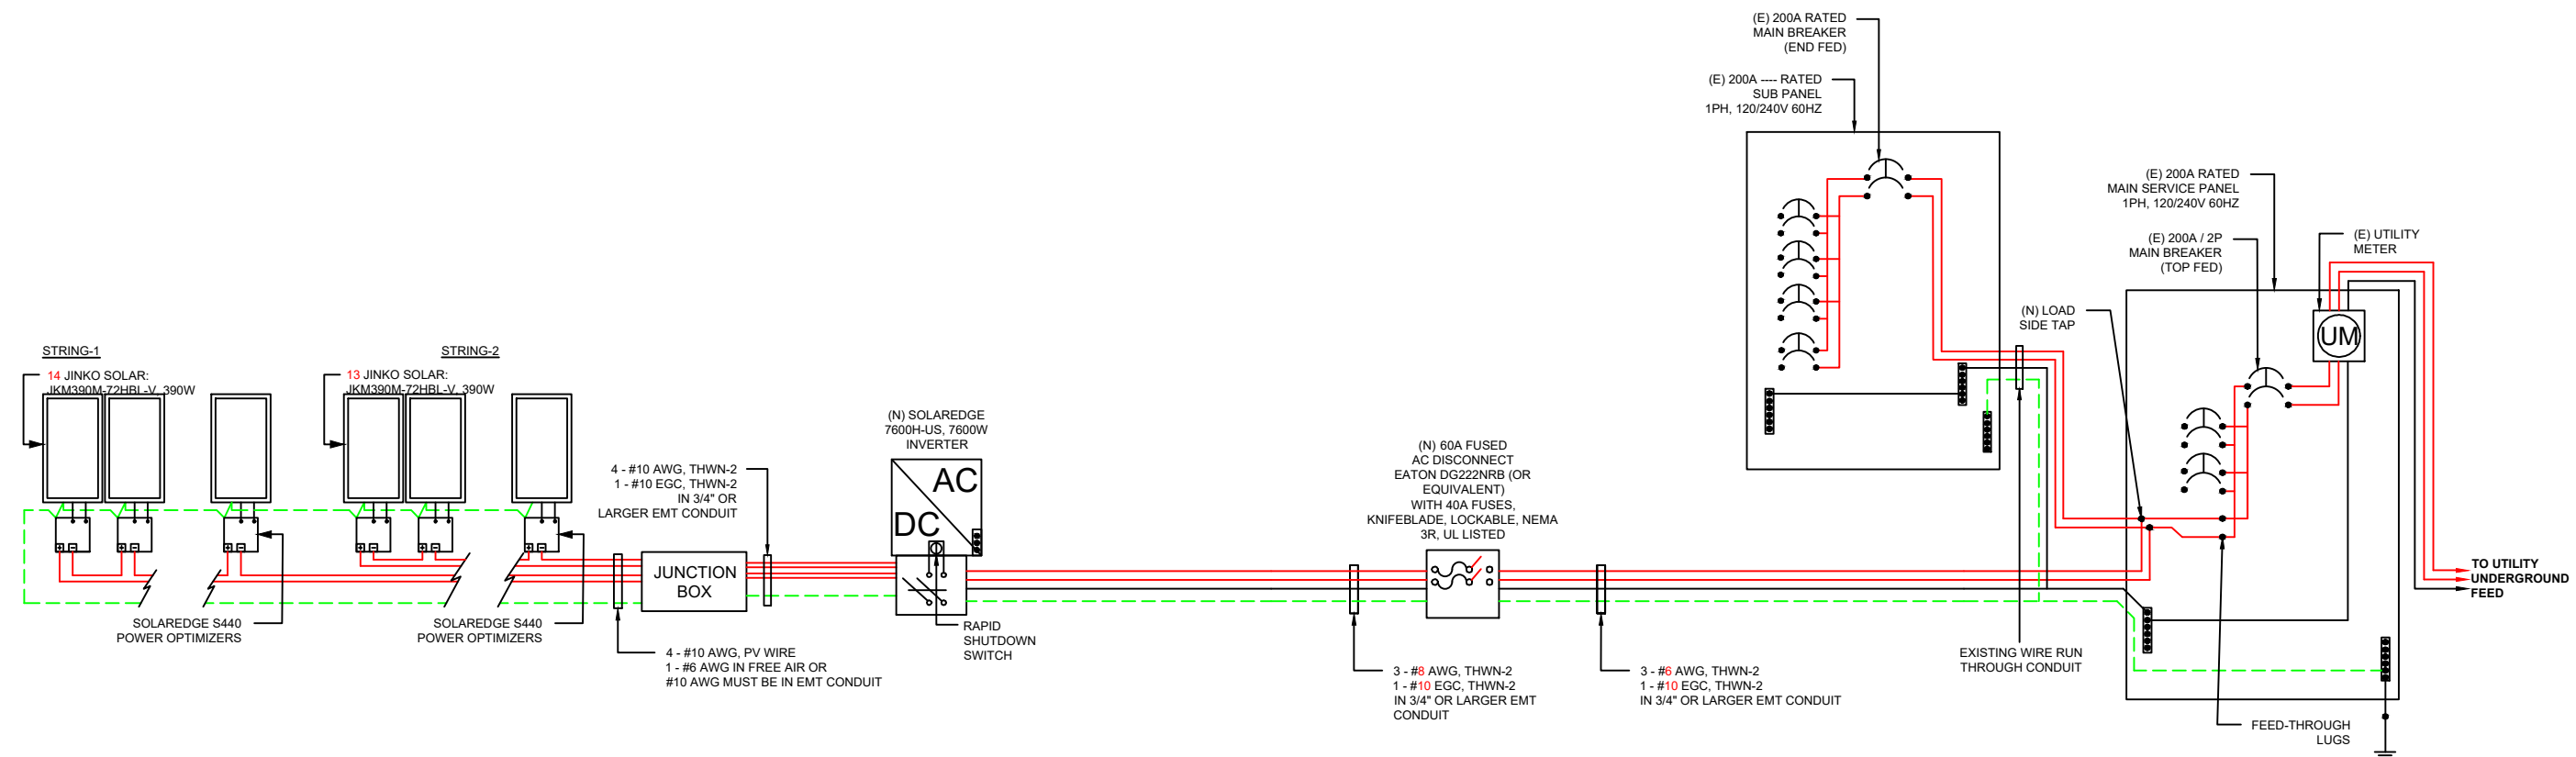 (E) 200A RATED
MAIN BREAKER
(END FED)
(E) 200A ---- RATED
SUB PANEL
1PH, 120/240V 60HZ
(E) 200A RATED
MAIN SERVICE PANEL
1PH, 120/240V 60HZ
(E) 200A / 2P
MAIN BREAKER
(TOP FED)
(E) UTILITY
METER
UM
(N) LOAD
SIDE TAP
STRING-1
14 JINKO SOLAR:
JKM390M-72HBL-V, 390W
STRING-2
13 JINKO SOLAR:
JKM390M-72HBL-V, 390W
4 - #10 AWG, THWN-2
1 - #10 EGC, THWN-2
IN 3/4" OR
LARGER EMT CONDUIT
(N) SOLAREDGE
7600H-US, 7600W
INVERTER
AC
DC
(N) 60A FUSED
AC DISCONNECT
EATON DG222NRB (OR
EQUIVALENT)
WITH 40A FUSES,
KNIFEBLADE, LOCKABLE, NEMA
3R, UL LISTED
JUNCTION
BOX
TO UTILITY
UNDERGROUND
FEED
SOLAREDGE S440
POWER OPTIMIZERS
SOLAREDGE S440
POWER OPTIMIZERS
4 - #10 AWG, PV WIRE
1 - #6 AWG IN FREE AIR OR
#10 AWG MUST BE IN EMT CONDUIT
RAPID
SHUTDOWN
SWITCH
3 - #8 AWG, THWN-2
1 - #10 EGC, THWN-2
IN 3/4" OR LARGER EMT
CONDUIT
3 - #6 AWG, THWN-2
1 - #10 EGC, THWN-2
IN 3/4" OR LARGER EMT CONDUIT
EXISTING WIRE RUN
THROUGH CONDUIT
FEED-THROUGH
LUGS